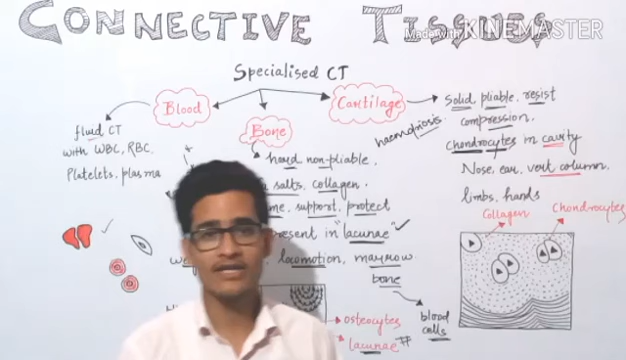 CONNECTIVE TISSUES
Made with KINEMASTER
Specialised CT
Blood
Bone
Cartilage
fluid CT
with WBC, RBC,
Platelets, plasma
hard non-pliable,
salts, collagen,
support, protect
present in "lacunae"
locomotion, marrow
bone
blood
cells
osteocytes
lacunae
haemopoiesis
Solid, pliable, resist
compression,
Chondrocytes in cavity
Nose, ear, vert column,
limbs, hands
Collagen
Chondrocytes